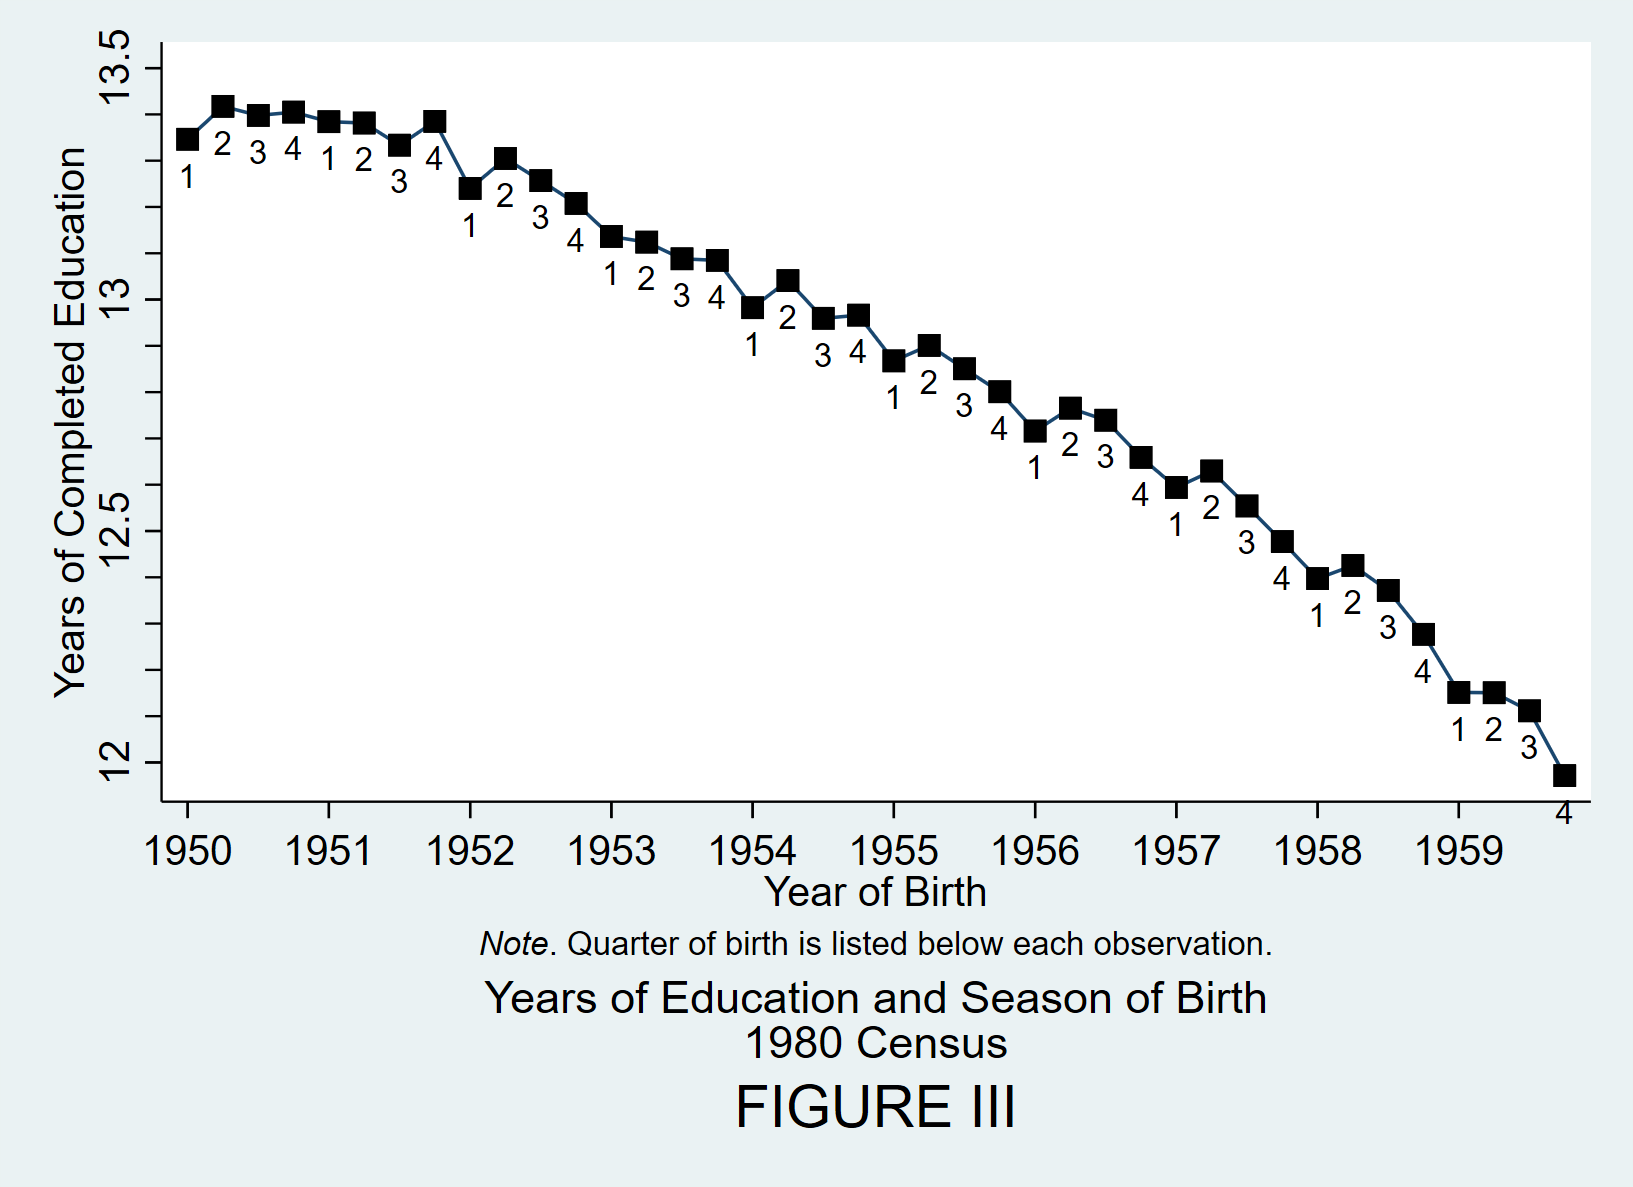 Years of Completed Education
13.5
13
12.5
12
1 2 3 4 1 2 3 4 1 2 3 4 1 2 3 4 1 2 3 4 1 2 3 4 1 2 3 4 1 2 3 4 1 2 3 4 1 2 3 4
1950 1951 1952 1953 1954 1955 1956 1957 1958 1959
Year of Birth
Note. Quarter of birth is listed below each observation.
Years of Education and Season of Birth
1980 Census
FIGURE III